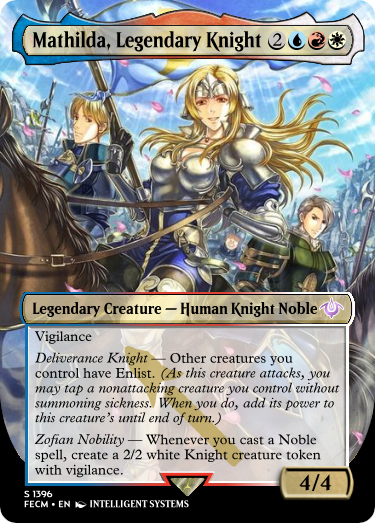 Mathilda, Legendary Knight 2
Legendary Creature — Human Knight Noble
Vigilance
Deliverance Knight — Other creatures you
control have Enlist. (As this creature attacks, you
may tap a nonattacking creature you control without
summoning sickness. When you do, add its power to
this creature's until end of turn.)
Zofian Nobility — Whenever you cast a Noble
spell, create a 2/2 white Knight creature token
with vigilance.
4/4
S 1396
FECM • EN INTELLIGENT SYSTEMS